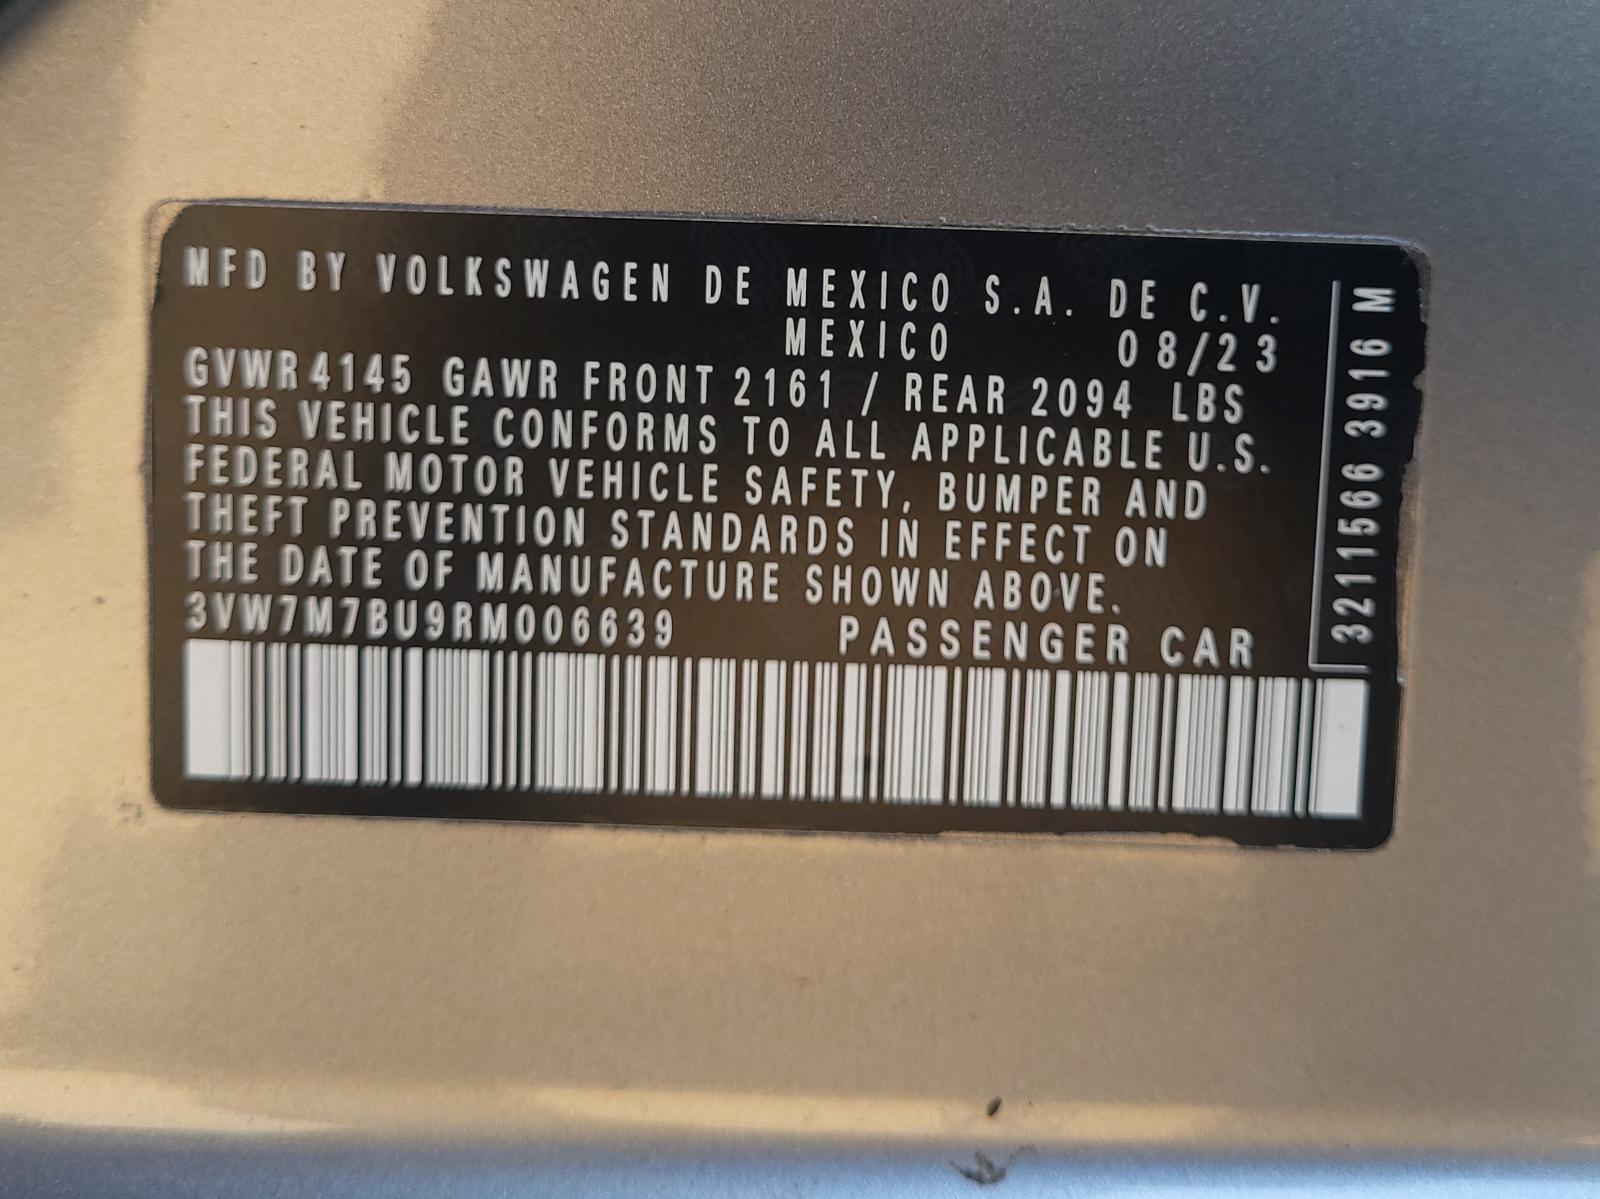 MFD BY VOLKSWAGEN DE MEXICO S.A. DE C.V.
MEXICO 08/23
GVWR 4145 GAWR FRONT 2161 / REAR 2094 LBS
THIS VEHICLE CONFORMS TO ALL APPLICABLE U.S.
FEDERAL MOTOR VEHICLE SAFETY, BUMPER AND
THEFT PREVENTION STANDARDS IN EFFECT ON
THE DATE OF MANUFACTURE SHOWN ABOVE.
3VW7M7BU9RM006639 PASSENGER CAR
3211566 3916 M